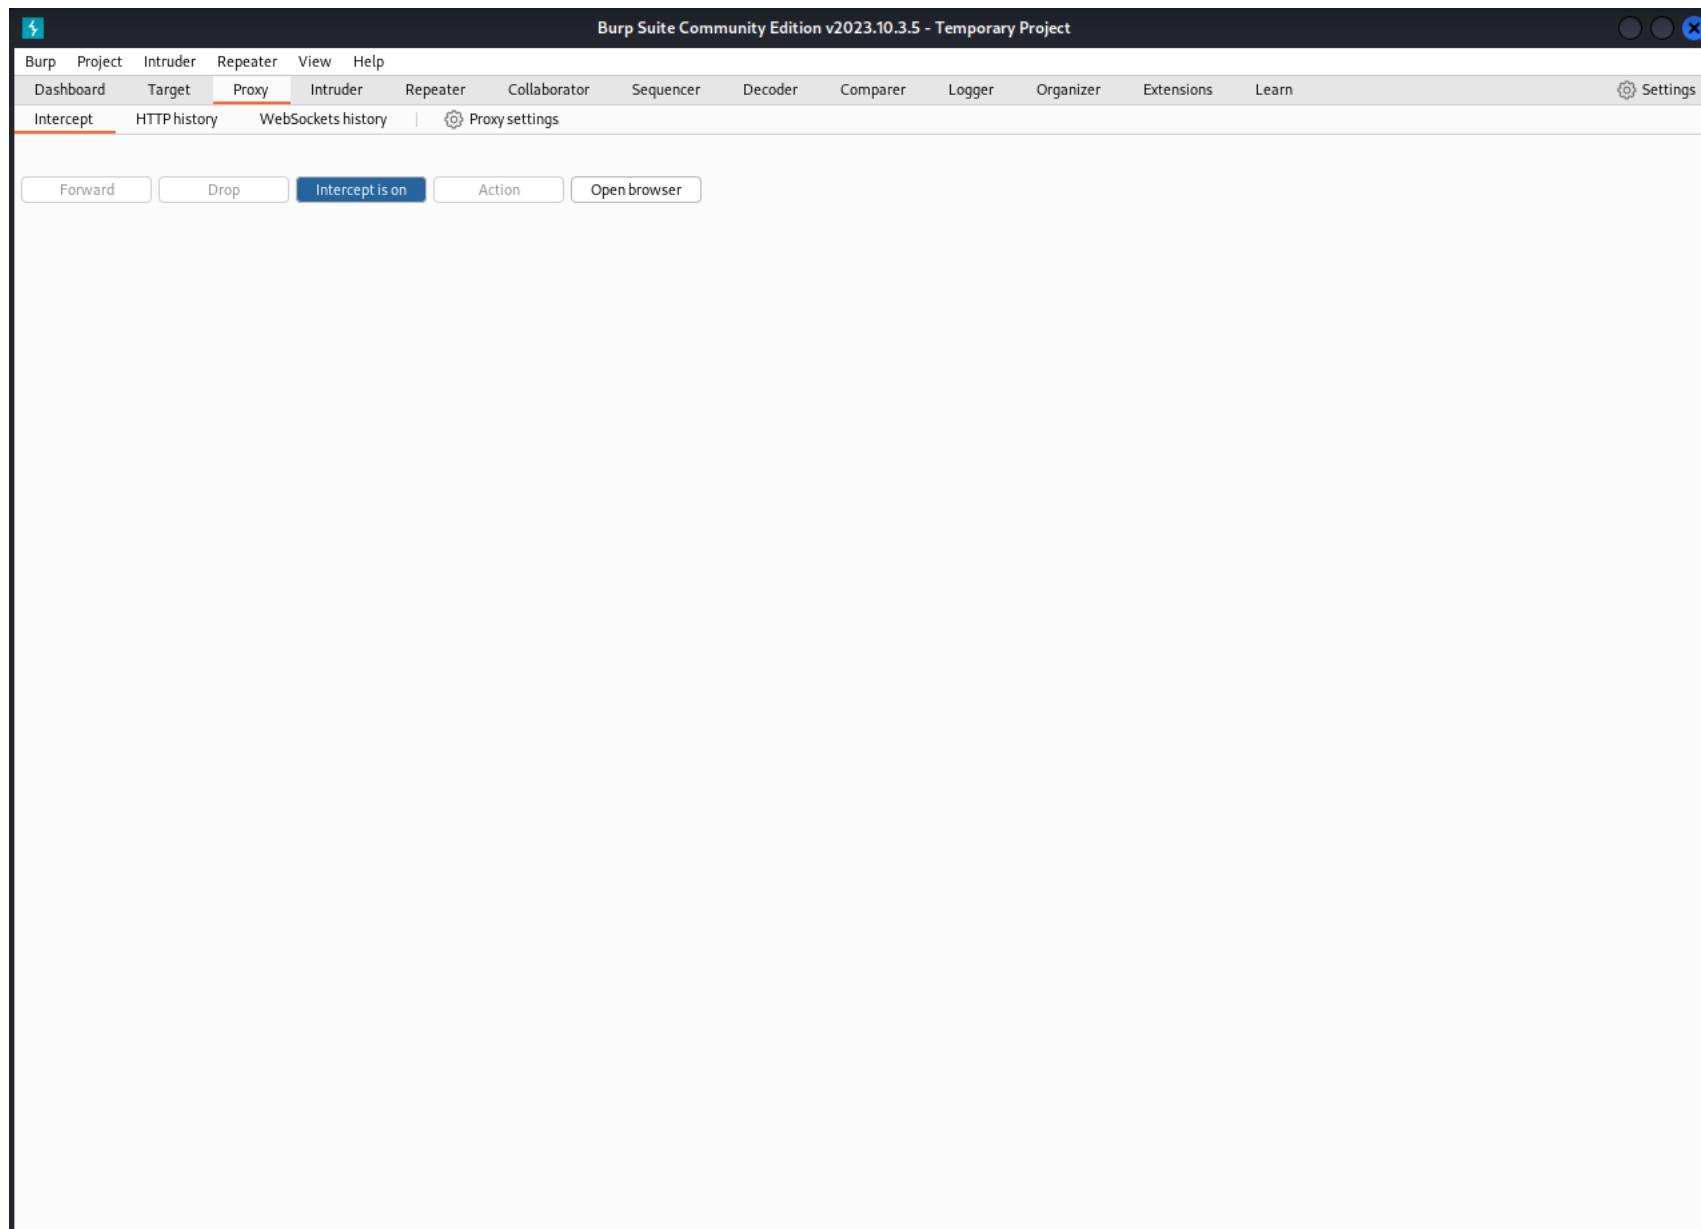 Burp Suite Community Edition v2023.10.3.5 - Temporary Project
Burp Project Intruder Repeater View Help
Dashboard Target Proxy Intruder Repeater Collaborator Sequencer Decoder Comparer Logger Organizer Extensions Learn Settings
Intercept HTTP history WebSockets history Proxy settings
Forward Drop Intercept is on Action Open browser